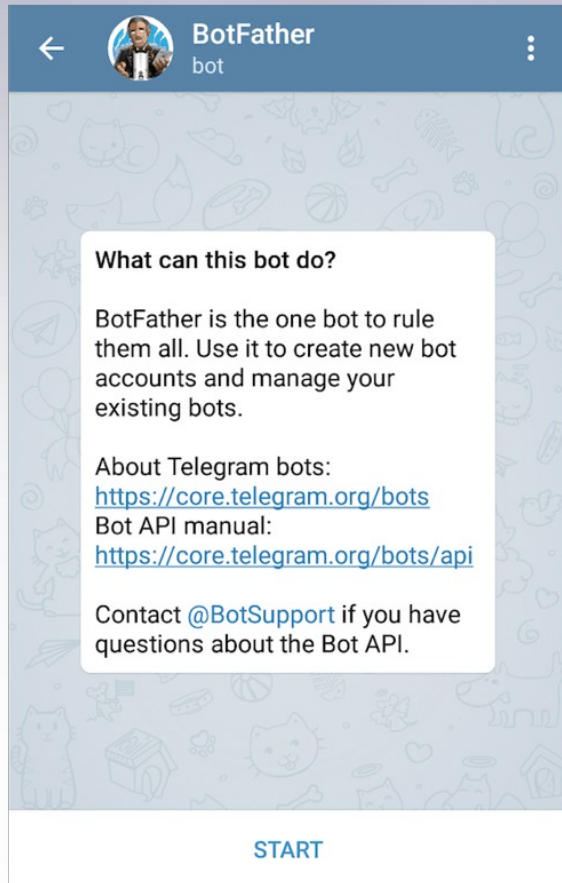 BotFather
bot
What can this bot do?
BotFather is the one bot to rule
them all. Use it to create new bot
accounts and manage your
existing bots.
About Telegram bots:
https://core.telegram.org/bots
Bot API manual:
https://core.telegram.org/bots/api
Contact @BotSupport if you have
questions about the Bot API.
START